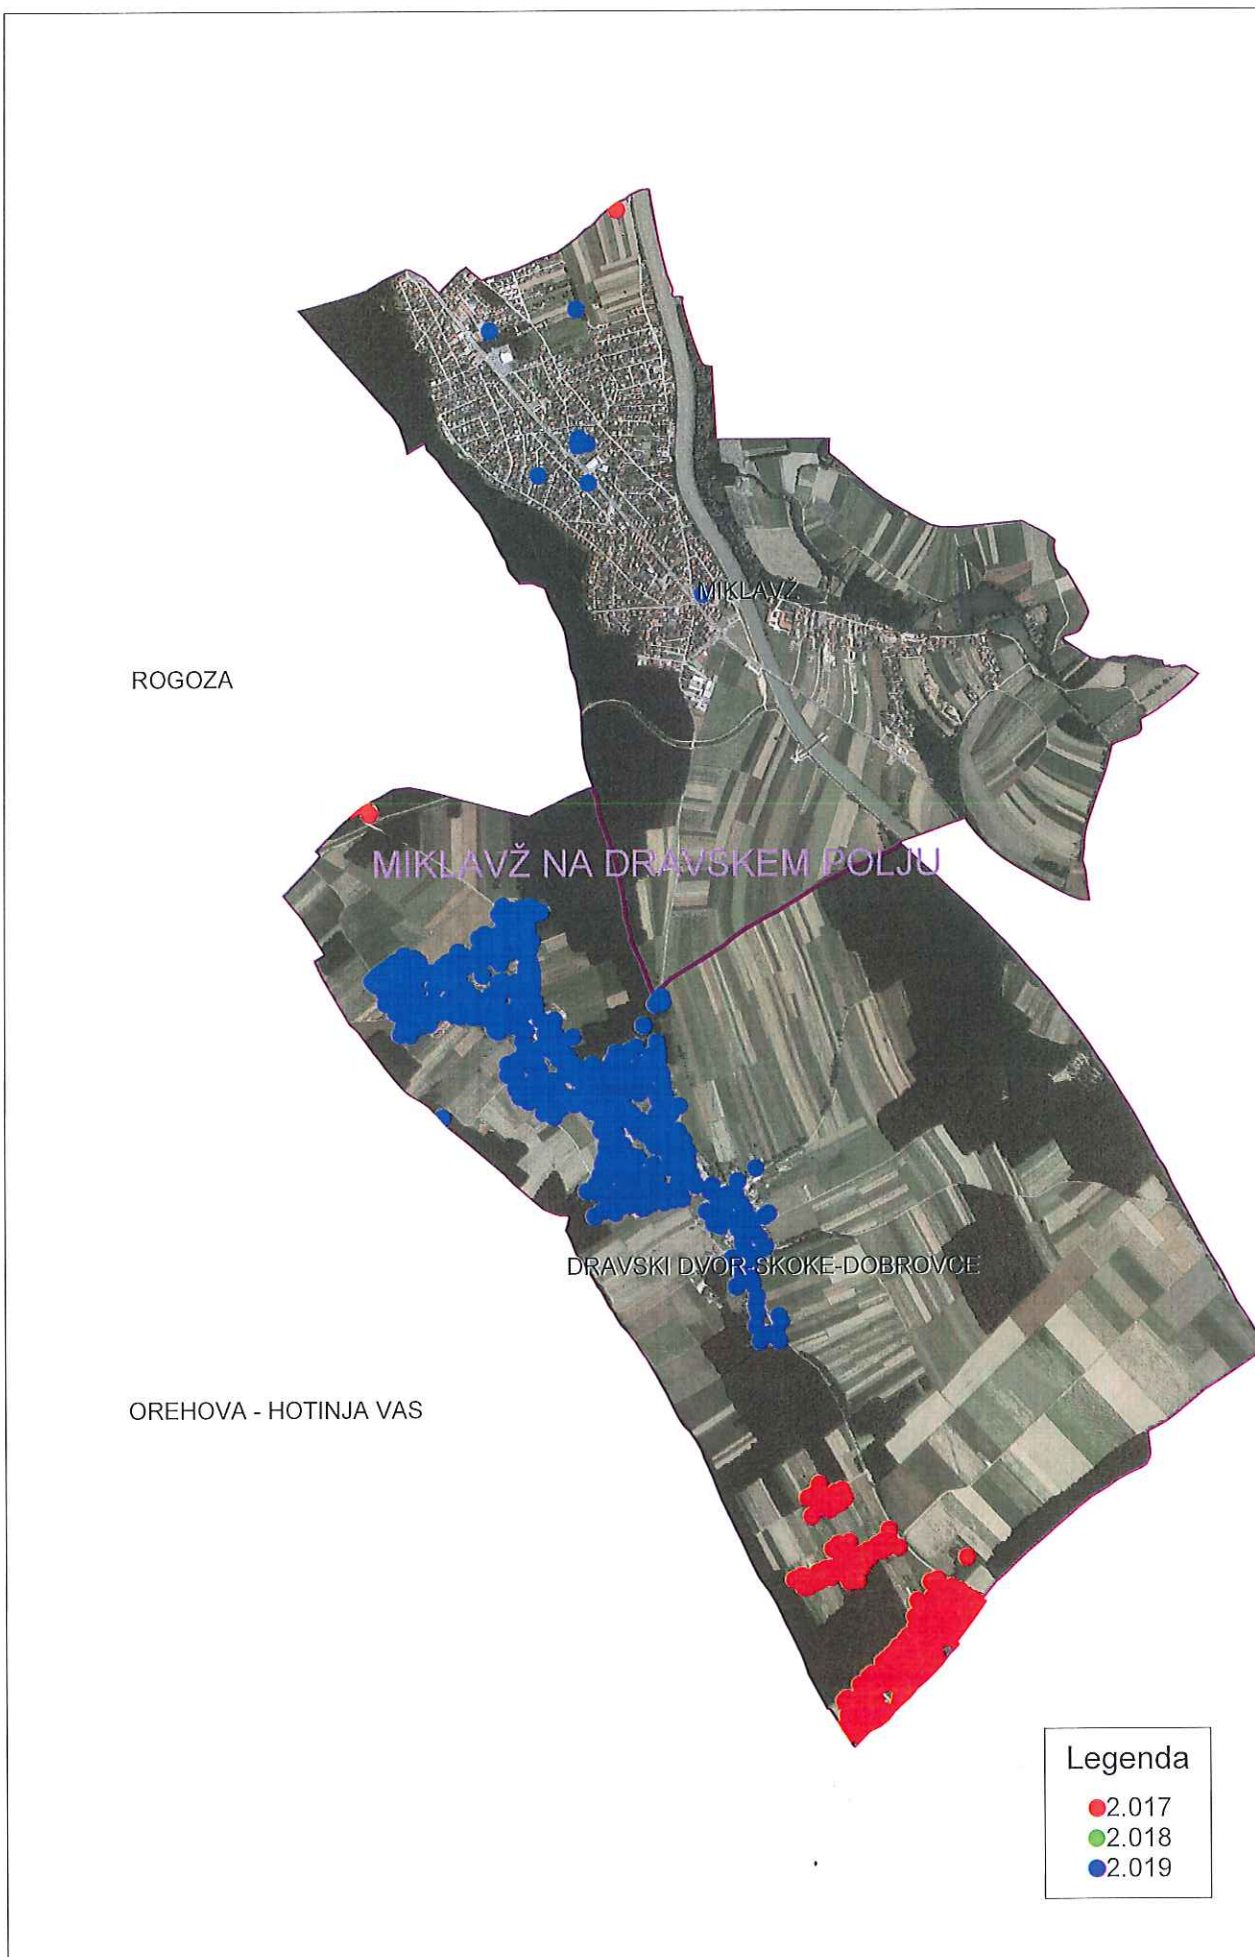 MIKLAVŽ
ROGOZA
MIKLAVŽ NA DRAVSKEM POLJU
DRAVSKI DVOR-SKOKE-DOBROVCE
OREHOVA - HOTINJA VAS
Legenda
2.017
2.018
2.019